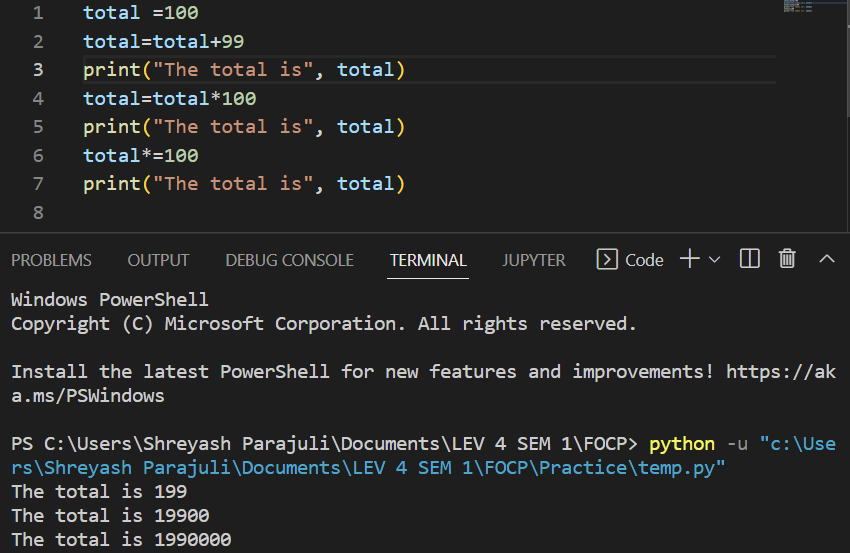 1 total =100
2 total=total+99
3 print("The total is", total)
4 total=total*100
5 print("The total is", total)
6 total*=100
7 print("The total is", total)
8
PROBLEMS OUTPUT DEBUG CONSOLE TERMINAL JUPYTER Code
Windows PowerShell
Copyright (C) Microsoft Corporation. All rights reserved.
Install the latest PowerShell for new features and improvements! https://ak
a.ms/PSWindows
PS C:\Users\Shreyash Parajuli\Documents\LEV 4 SEM 1\FOCP> python -u "c:\Use
rs\Shreyash Parajuli\Documents\LEV 4 SEM 1\FOCP\Practice\temp.py"
The total is 199
The total is 19900
The total is 1990000